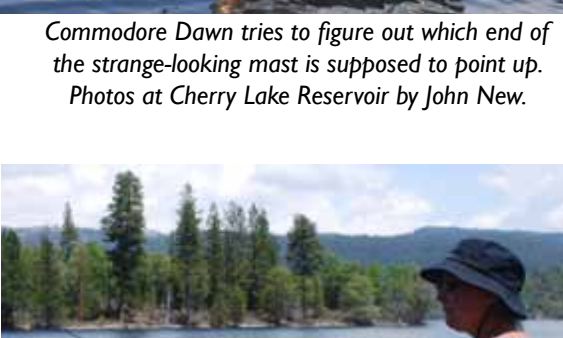 Commodore Dawn tries to figure out which end of
the strange-looking mast is supposed to point up.
Photos at Cherry Lake Reservoir by John New.